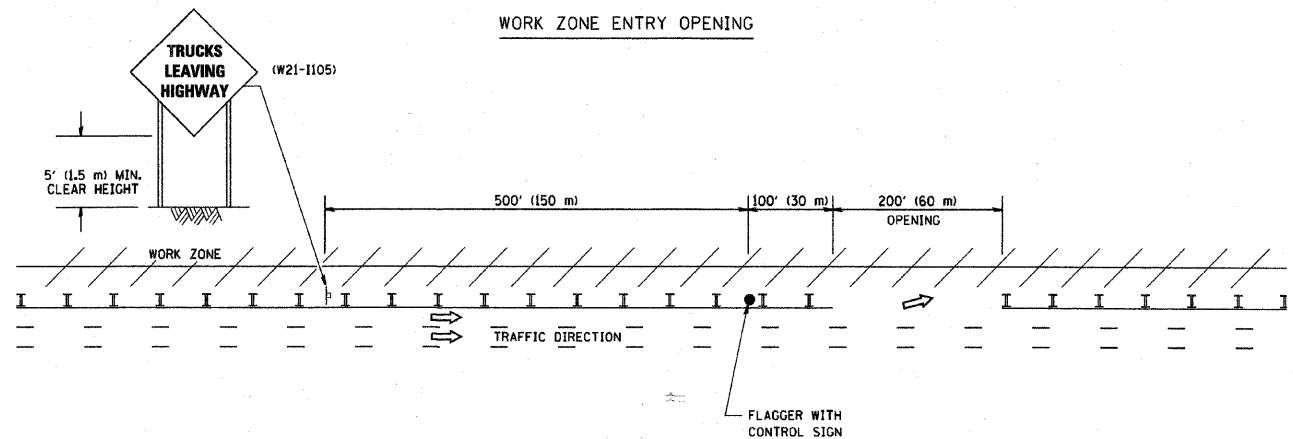 WORK ZONE ENTRY OPENING
TRUCKS
LEAVING
HIGHWAY
(W21-I105)
5' (1.5 m) MIN.
CLEAR HEIGHT
500' (150 m)
100' (30 m)
200' (60 m)
OPENING
WORK ZONE
TRAFFIC DIRECTION
FLAGGER WITH
CONTROL SIGN